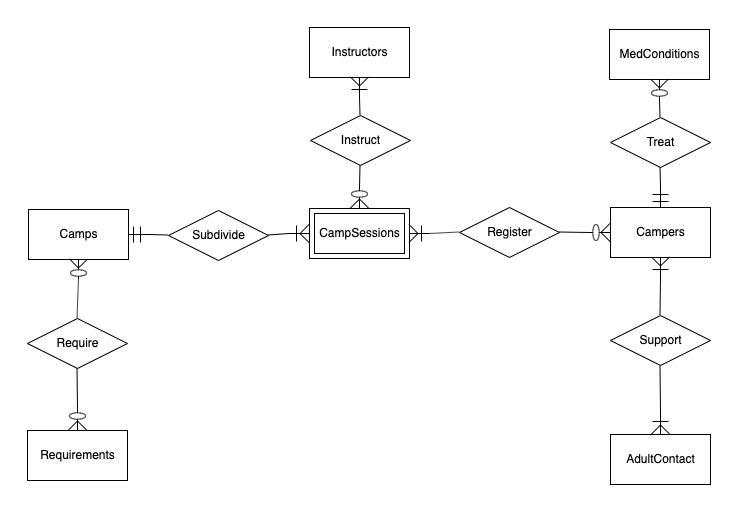 Instructors
MedConditions
Instruct
Treat
Camps
Subdivide
CampSessions
Register
Campers
Require
Support
Requirements
AdultContact